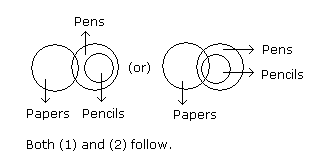 Pens
(or)
Pens
Pencils
Papers Pencils
Papers
Both (1) and (2) follow.